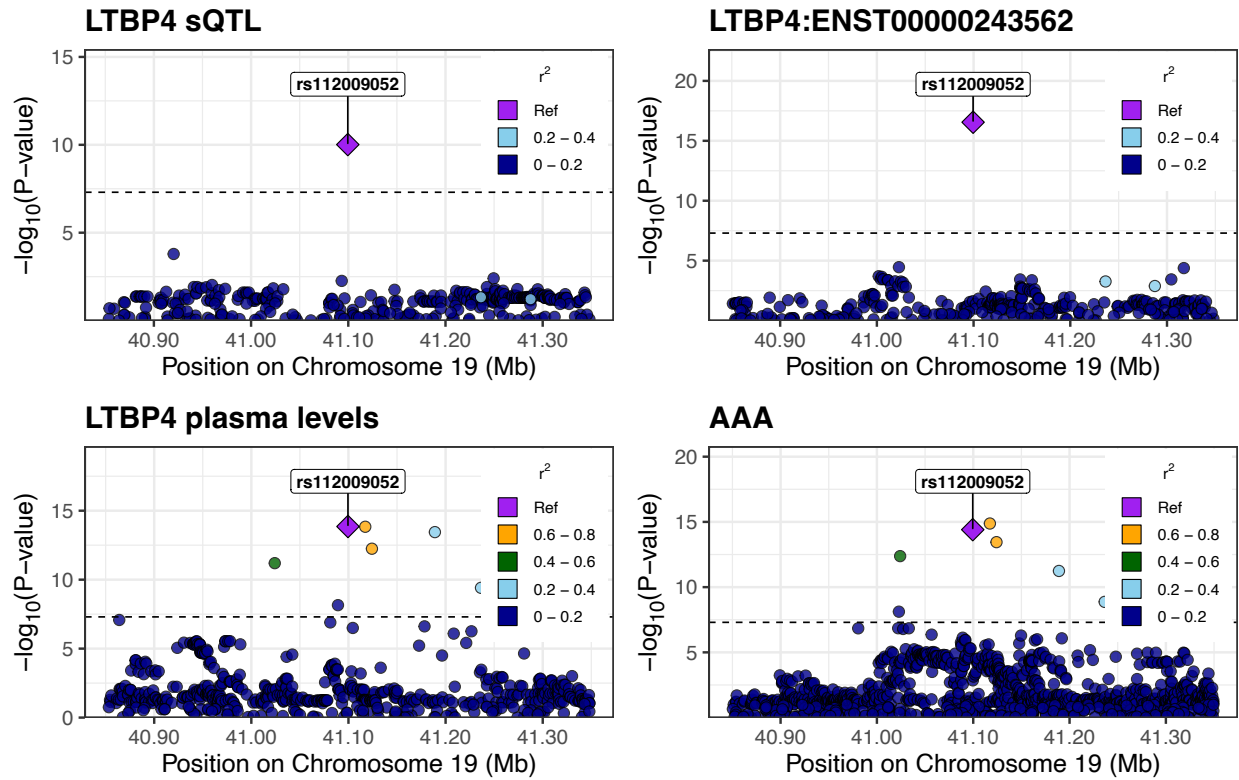 LTBP4 sQTL
15
10
5
−log10(P−value)
rs112009052
r2
Ref
0.2 − 0.4
0 − 0.2
40.90 41.00 41.10 41.20 41.30
Position on Chromosome 19 (Mb)
LTBP4:ENST00000243562
20
15
10
5
−log10(P−value)
rs112009052
r2
Ref
0.2 − 0.4
0 − 0.2
40.90 41.00 41.10 41.20 41.30
Position on Chromosome 19 (Mb)
LTBP4 plasma levels
15
10
5
0
−log10(P−value)
rs112009052
r2
Ref
0.6 − 0.8
0.4 − 0.6
0.2 − 0.4
0 − 0.2
40.90 41.00 41.10 41.20 41.30
Position on Chromosome 19 (Mb)
AAA
20
15
10
5
−log10(P−value)
rs112009052
r2
Ref
0.6 − 0.8
0.4 − 0.6
0.2 − 0.4
0 − 0.2
40.90 41.00 41.10 41.20 41.30
Position on Chromosome 19 (Mb)